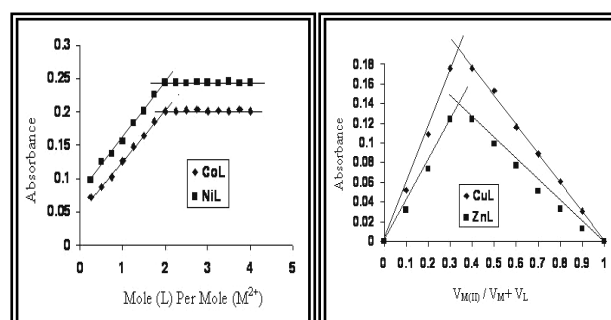 0.3
0.25
0.2
0.15
0.1
0.05
0
0 1 2 3 4 5
Absorbance
CoL
NiL
Mole (L) Per Mole (M²⁺)
0.18
0.16
0.14
0.12
0.1
0.08
0.06
0.04
0.02
0
0 0.1 0.2 0.3 0.4 0.5 0.6 0.7 0.8 0.9 1
Absorbance
CuL
ZnL
V_M(II) / V_M+ V_L